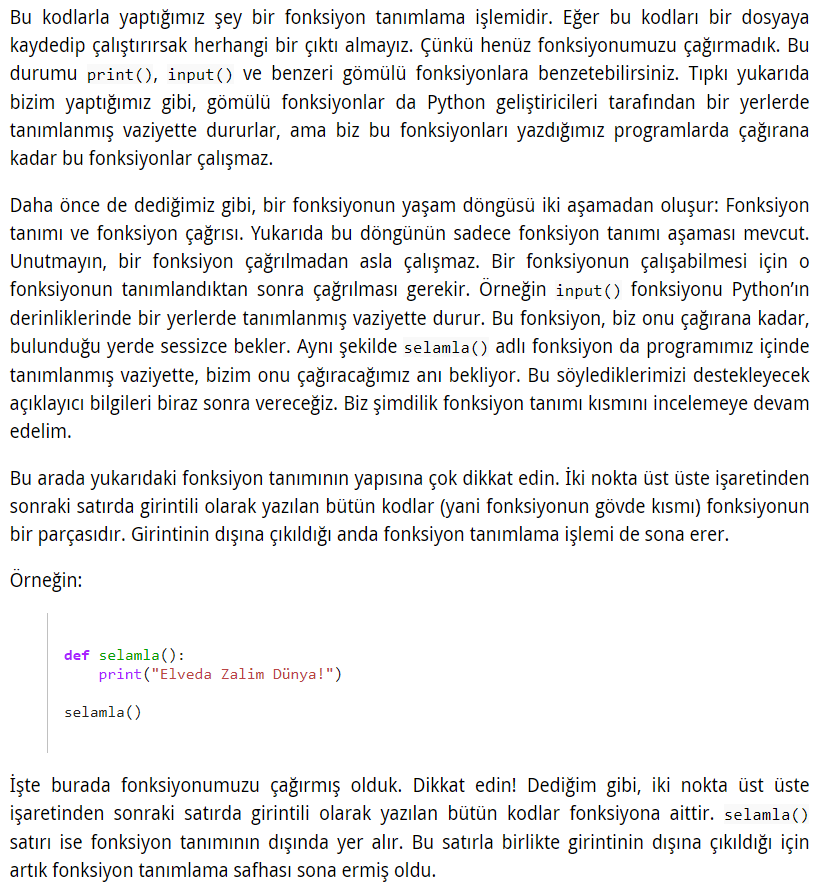 Bu kodlarla yaptığımız şey bir fonksiyon tanımlama işlemidir. Eğer bu kodları bir dosyaya
kaydedip çalıştırırsak herhangi bir çıktı almayız. Çünkü henüz fonksiyonumuzu çağırmadık. Bu
durumu print(), input() ve benzeri gömülü fonksiyonlara benzetebilirsiniz. Tıpkı yukarıda
bizim yaptığımız gibi, gömülü fonksiyonlar da Python geliştiricileri tarafından bir yerlerde
tanımlanmış vaziyette dururlar, ama biz bu fonksiyonları yazdığımız programlarda çağırana
kadar bu fonksiyonlar çalışmaz.
Daha önce de dediğimiz gibi, bir fonksiyonun yaşam döngüsü iki aşamadan oluşur: Fonksiyon
tanımı ve fonksiyon çağrısı. Yukarıda bu döngünün sadece fonksiyon tanımı aşaması mevcut.
Unutmayın, bir fonksiyon çağrılmadan asla çalışmaz. Bir fonksiyonun çalışabilmesi için o
fonksiyonun tanımlandıktan sonra çağrılması gerekir. Örneğin input() fonksiyonu Python’ın
derinliklerinde bir yerlerde tanımlanmış vaziyette durur. Bu fonksiyon, biz onu çağırana kadar,
bulunduğu yerde sessizce bekler. Aynı şekilde selamla() adlı fonksiyon da programımız içinde
tanımlanmış vaziyette, bizim onu çağıracağımız anı bekliyor. Bu söylediklerimizi destekleyecek
açıklayıcı bilgileri biraz sonra vereceğiz. Biz şimdilik fonksiyon tanımı kısmını incelemeye devam
edelim.
Bu arada yukarıdaki fonksiyon tanımının yapısına çok dikkat edin. İki nokta üst üste işaretinden
sonraki satırda girintili olarak yazılan bütün kodlar (yani fonksiyonun gövde kısmı) fonksiyonun
bir parçasıdır. Girintinin dışına çıkıldığı anda fonksiyon tanımlama işlemi de sona erer.
Örneğin:
def selamla():
    print("Elveda Zalim Dünya!")
selamla()
İşte burada fonksiyonumuzu çağırmış olduk. Dikkat edin! Dediğim gibi, iki nokta üst üste
işaretinden sonraki satırda girintili olarak yazılan bütün kodlar fonksiyona aittir. selamla()
satırı ise fonksiyon tanımının dışında yer alır. Bu satırla birlikte girintinin dışına çıkıldığı için
artık fonksiyon tanımlama safhası sona ermiş oldu.